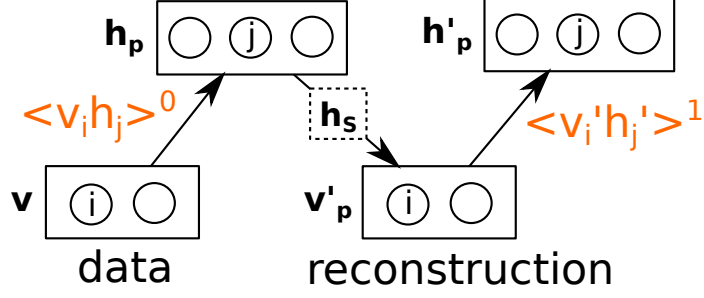 h_p j h'_p j
<v_i h_j>^0 h_S <v_i' h_j'>^1
v i v'_p i
data reconstruction